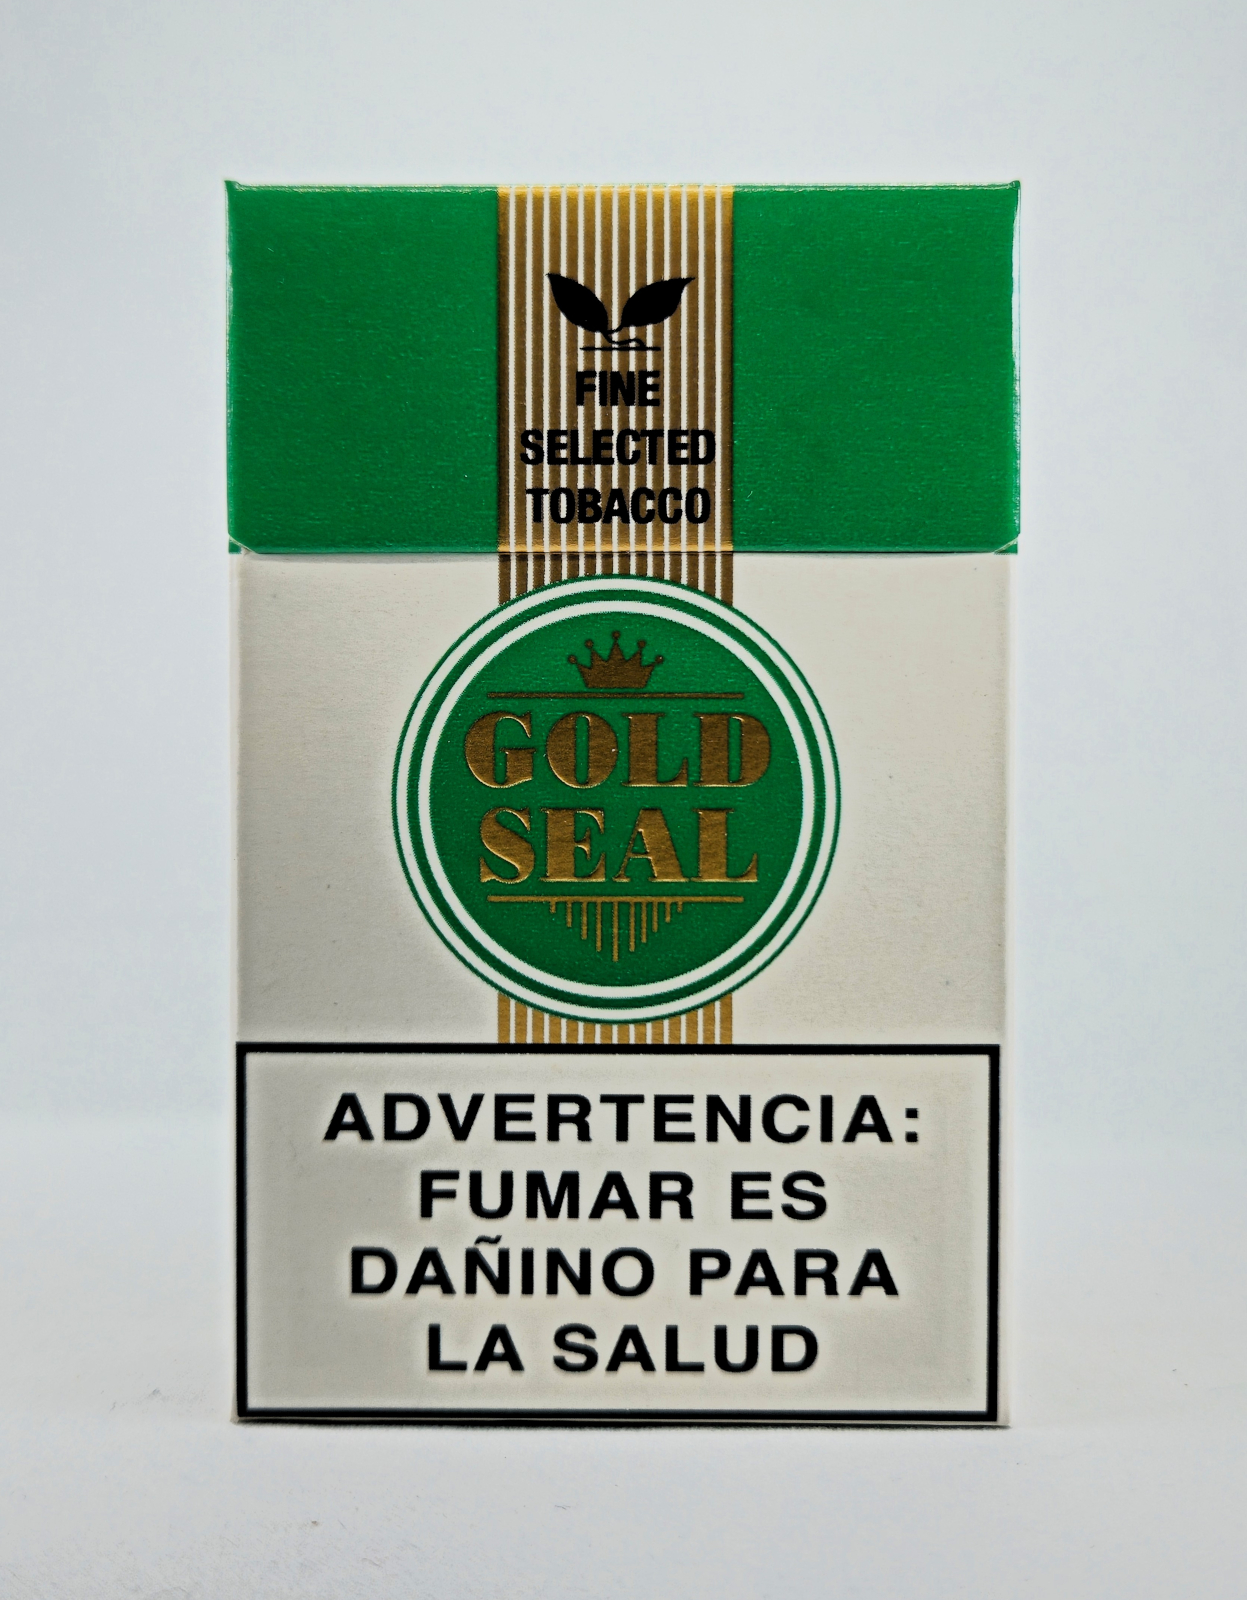 FINE
SELECTED
TOBACCO
GOLD
SEAL
ADVERTENCIA:
FUMAR ES
DAÑINO PARA
LA SALUD